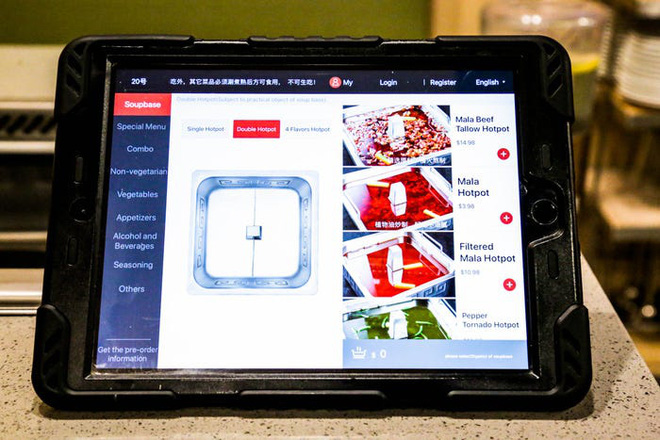 20号
吃外，其它菜品必须涮煮熟后方可食用， 不可生吃！
My
Login
| Register
English
Soupbase
Special Menu
Combo
Non-vegetarian
Vegetables
Appetizers
Alcohol and
Beverages
Seasoning
Others
Get the pre-order
information
Double Hotpot(Subject to practical object of soup base)
Single Hotpot
Double Hotpot
4 Flavors Hotpot
Mala Beef
Tallow Hotpot
$14.98
Mala
Hotpot
$3.98
植物油炒制
Filtered
Mala Hotpot
$10.98
Pepper
Tornado Hotpot
$ 0